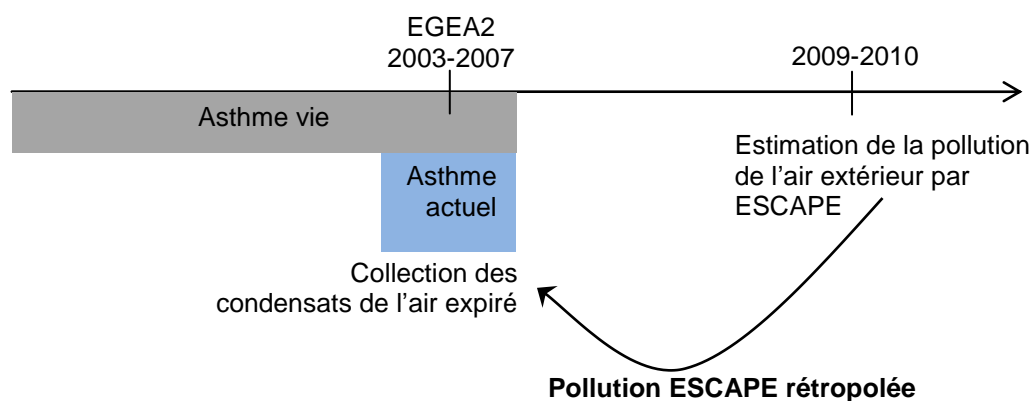 EGEA2
2003-2007
2009-2010
Asthme vie
Asthme
actuel
Estimation de la pollution
de l’air extérieur par
ESCAPE
Collection des
condensats de l’air expiré
Pollution ESCAPE rétropolée